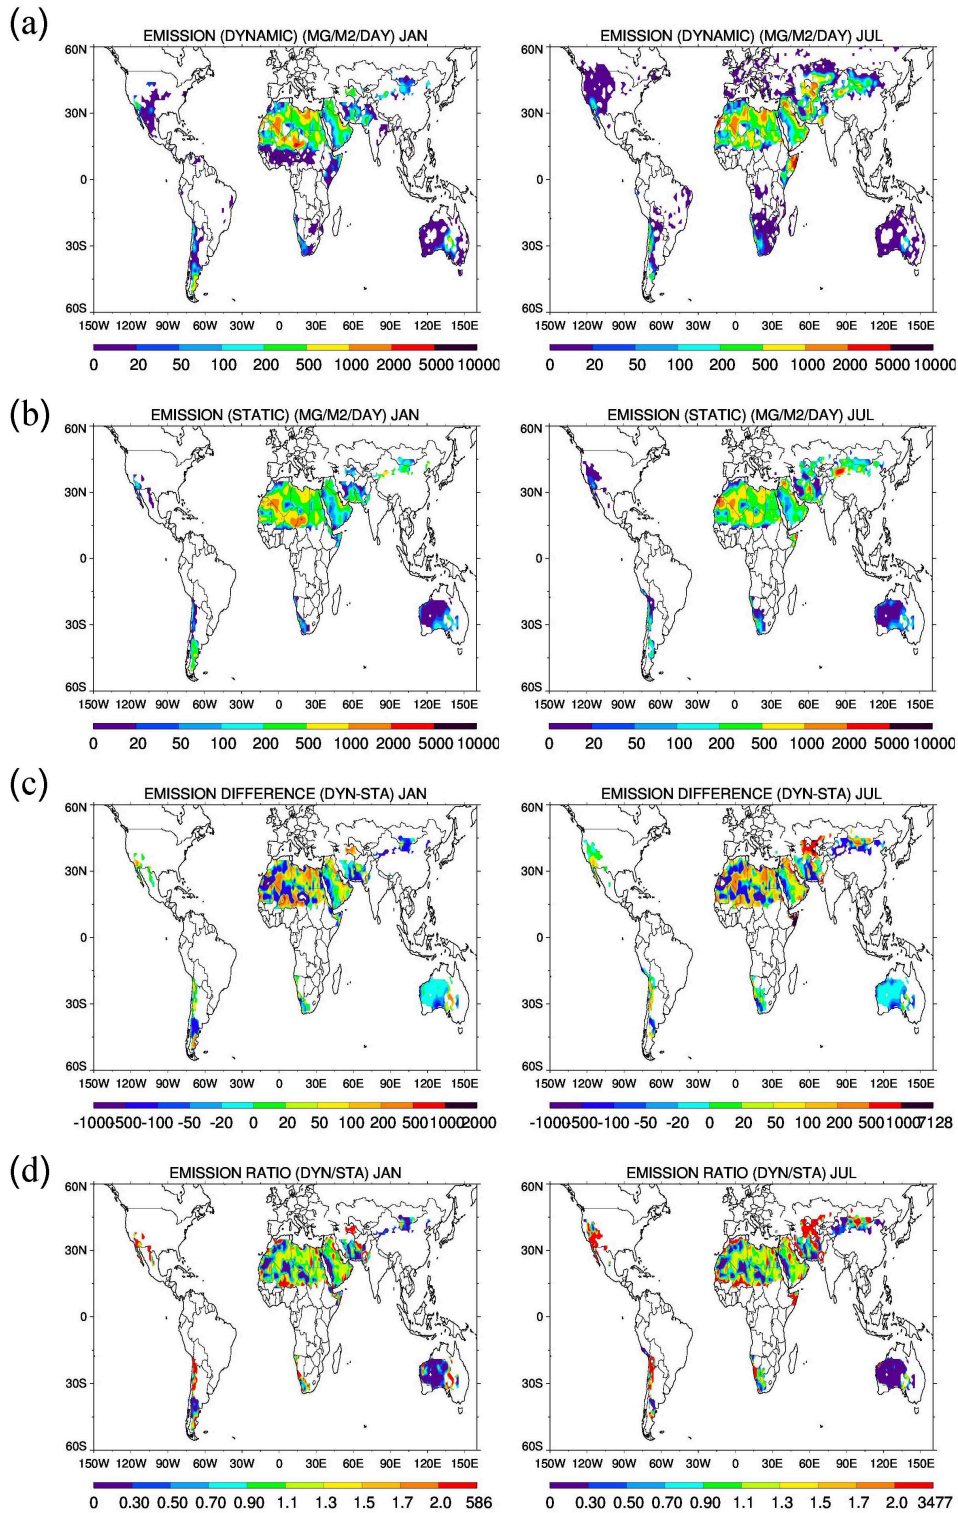 (a)
EMISSION (DYNAMIC) (MG/M2/DAY) JAN
60N
30N
0
30S
60S
150W 120W 90W 60W 30W 0 30E 60E 90E 120E 150E
0 20 50 100 200 500 1000 2000 5000 10000
EMISSION (DYNAMIC) (MG/M2/DAY) JUL
60N
30N
0
30S
60S
150W 120W 90W 60W 30W 0 30E 60E 90E 120E 150E
0 20 50 100 200 500 1000 2000 5000 10000
(b)
EMISSION (STATIC) (MG/M2/DAY) JAN
60N
30N
0
30S
60S
150W 120W 90W 60W 30W 0 30E 60E 90E 120E 150E
0 20 50 100 200 500 1000 2000 5000 10000
EMISSION (STATIC) (MG/M2/DAY) JUL
60N
30N
0
30S
60S
150W 120W 90W 60W 30W 0 30E 60E 90E 120E 150E
0 20 50 100 200 500 1000 2000 5000 10000
(c)
EMISSION DIFFERENCE (DYN-STA) JAN
60N
30N
0
30S
60S
150W 120W 90W 60W 30W 0 30E 60E 90E 120E 150E
-1000 -500 -100 -50 -20 0 20 50 100 200 500 1000 2000
EMISSION DIFFERENCE (DYN-STA) JUL
60N
30N
0
30S
60S
150W 120W 90W 60W 30W 0 30E 60E 90E 120E 150E
-1000 -500 -100 -50 -20 0 20 50 100 200 500 1000 7128
(d)
EMISSION RATIO (DYN/STA) JAN
60N
30N
0
30S
60S
150W 120W 90W 60W 30W 0 30E 60E 90E 120E 150E
0 0.30 0.50 0.70 0.90 1.1 1.3 1.5 1.7 2.0 586
EMISSION RATIO (DYN/STA) JUL
60N
30N
0
30S
60S
150W 120W 90W 60W 30W 0 30E 60E 90E 120E 150E
0 0.30 0.50 0.70 0.90 1.1 1.3 1.5 1.7 2.0 3477